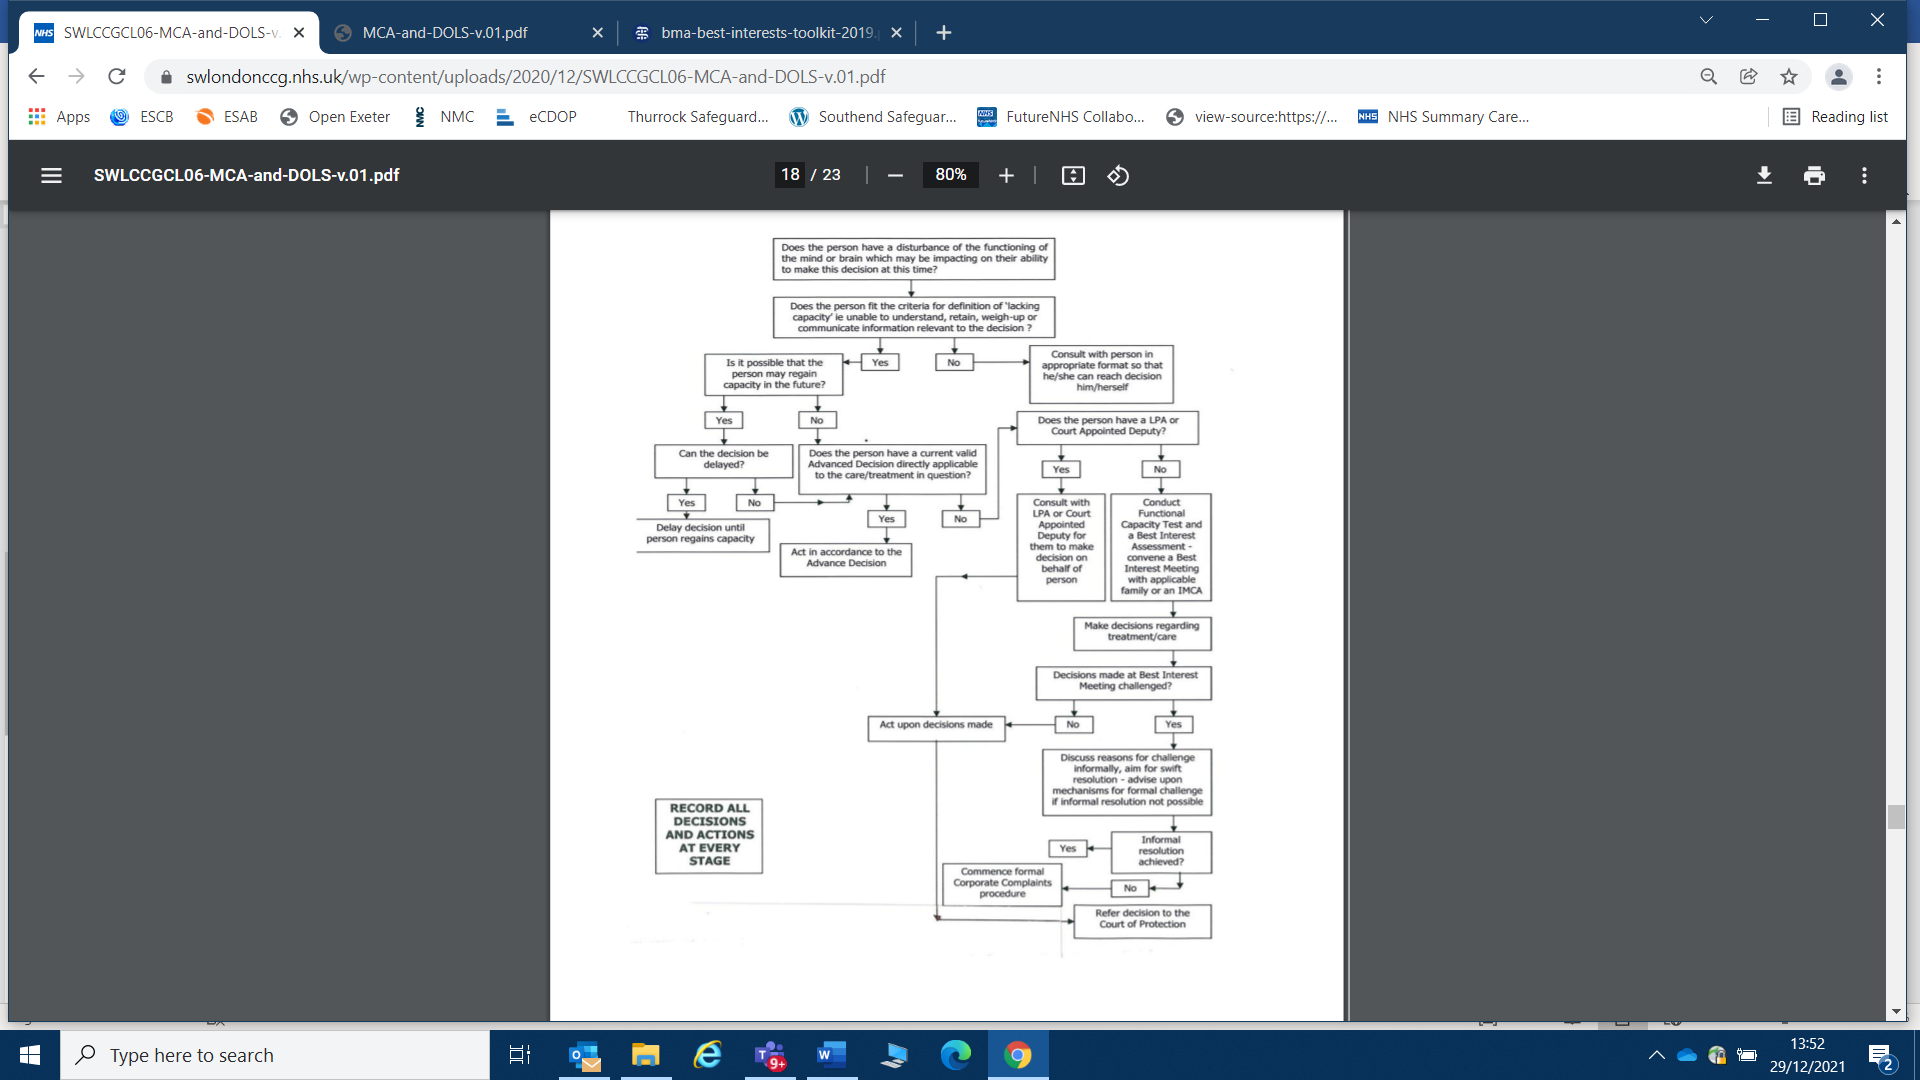 SWLCCGCL06-MCA-and-DOLS-v.
MCA-and-DOLS-v.01.pdf
bma-best-interests-toolkit-2019.
swlondonccg.nhs.uk/wp-content/uploads/2020/12/SWLCCGCL06-MCA-and-DOLS-v.01.pdf
Apps
ESCB
ESAB
Open Exeter
NMC
eCDOP
Thurrock Safeguard...
Southend Safeguar...
FutureNHS Collabo...
view-source:https://...
NHS Summary Care...
Reading list
SWLCCGCL06-MCA-and-DOLS-v.01.pdf
18 / 23
80%
Does the person have a disturbance of the functioning of
the mind or brain which may be impacting on their ability
to make this decision at this time?
Does the person fit the criteria for definition of 'lacking
capacity' ie unable to understand, retain, weigh-up or
communicate information relevant to the decision ?
Yes
No
Is it possible that the
person may regain
capacity in the future?
Consult with person in
appropriate format so that
he/she can reach decision
him/herself
Yes
No
Does the person have a LPA or
Court Appointed Deputy?
Can the decision be
delayed?
Does the person have a current valid
Advanced Decision directly applicable
to the care/treatment in question?
Yes
No
Yes
No
Yes
No
Delay decision until
person regains capacity
Act in accordance to the
Advance Decision
Consult with
LPA or Court
Appointed
Deputy for
them to make
decision on
behalf of
person
Conduct
Functional
Capacity Test and
a Best Interest
Assessment -
convene a Best
Interest Meeting
with applicable
family or an IMCA
Make decisions regarding
treatment/care
Decisions made at Best Interest
Meeting challenged?
Act upon decisions made
No
Yes
Discuss reasons for challenge
informally, aim for swift
resolution - advise upon
mechanisms for formal challenge
if informal resolution not possible
RECORD ALL
DECISIONS
AND ACTIONS
AT EVERY
STAGE
Yes
Informal
resolution
achieved?
Commence formal
Corporate Complaints
procedure
No
Refer decision to the
Court of Protection
Type here to search
9+
13:52
29/12/2021
2